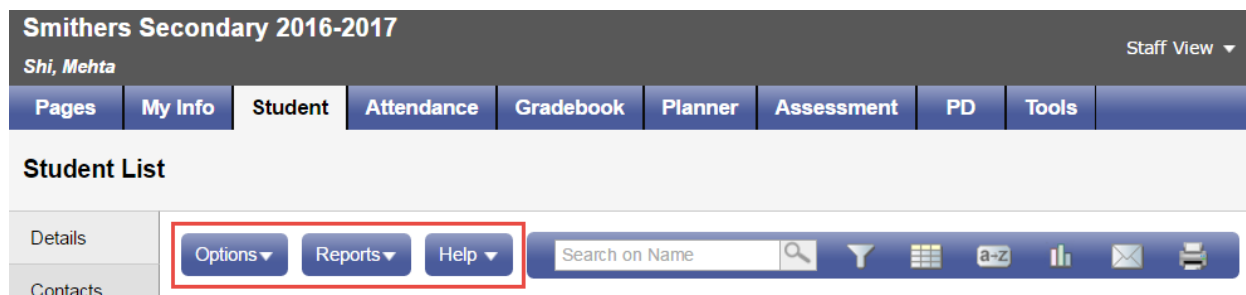 Smithers Secondary 2016-2017
Shi, Mehta
Staff View
Pages My Info Student Attendance Gradebook Planner Assessment PD Tools
Student List
Details
Options Reports Help Search on Name a-z
Contacts